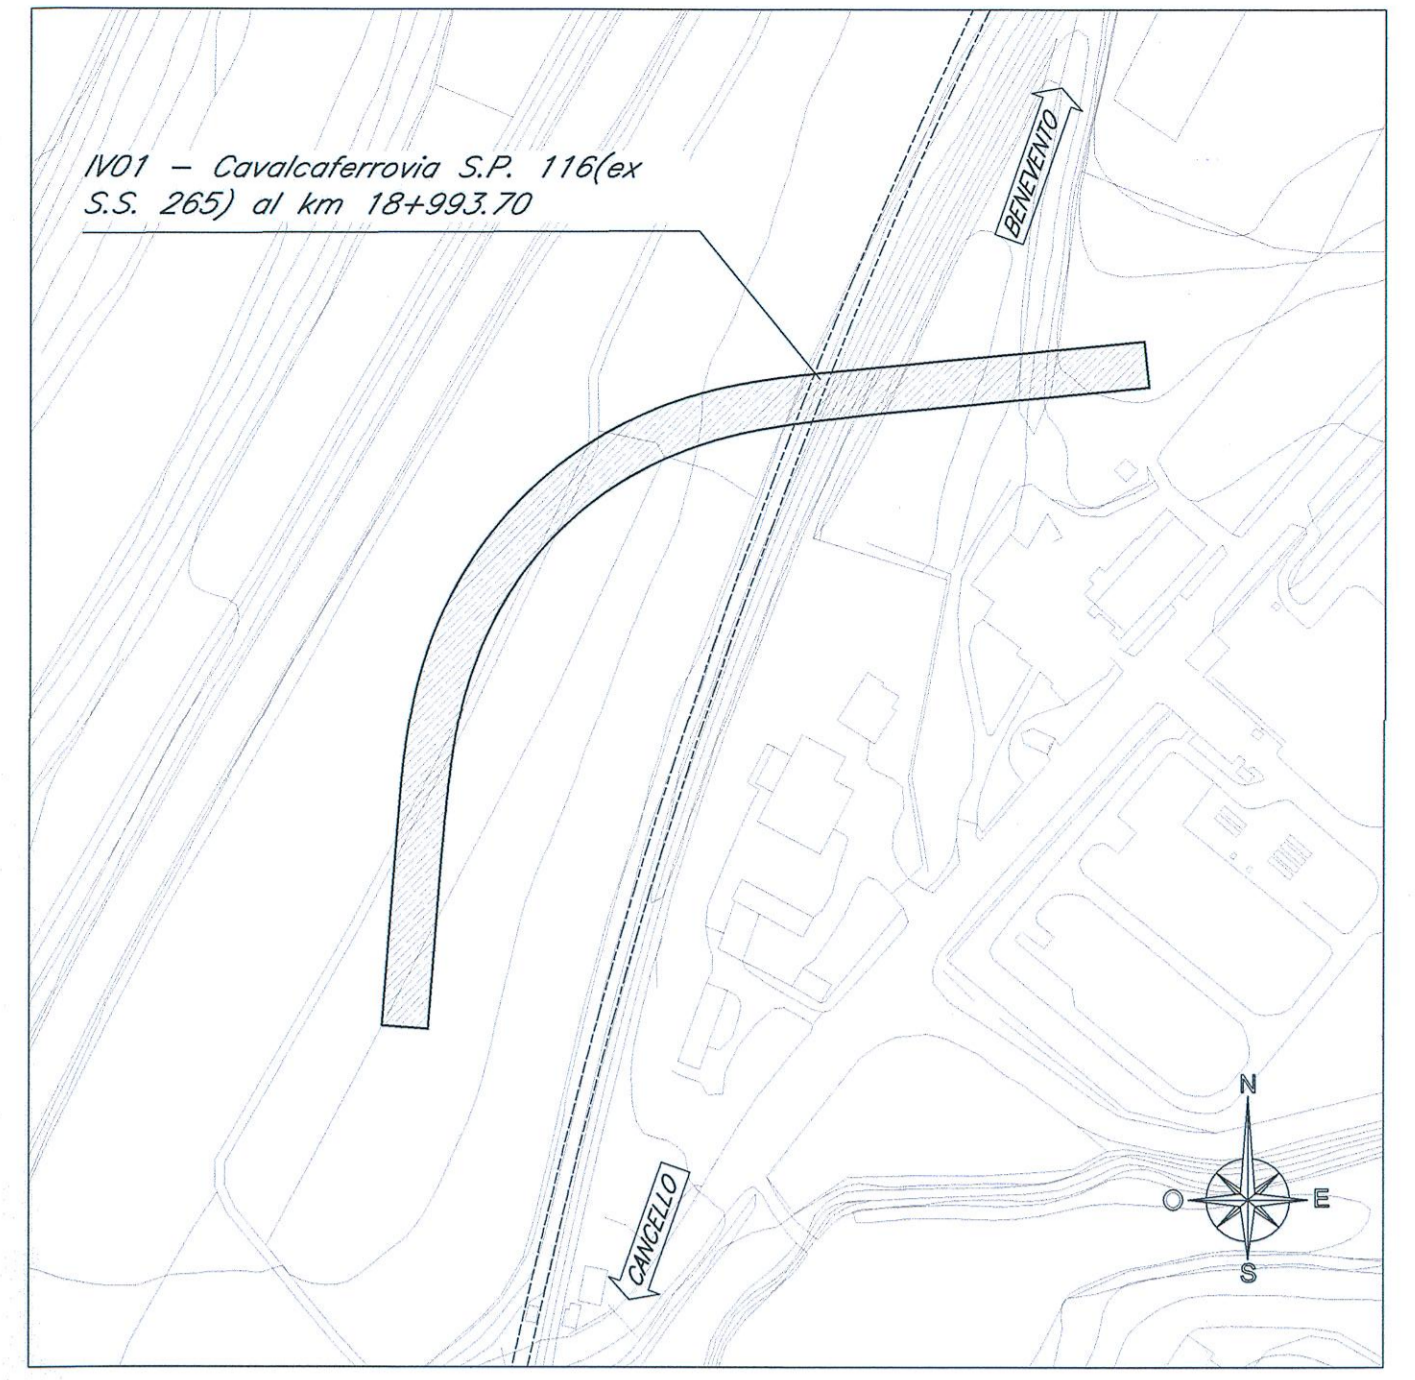 IV01 – Cavalcaferrovia S.P. 116(ex
S.S. 265) al km 18+993.70
BENEVENTO
CANCELLO
N
O
E
S